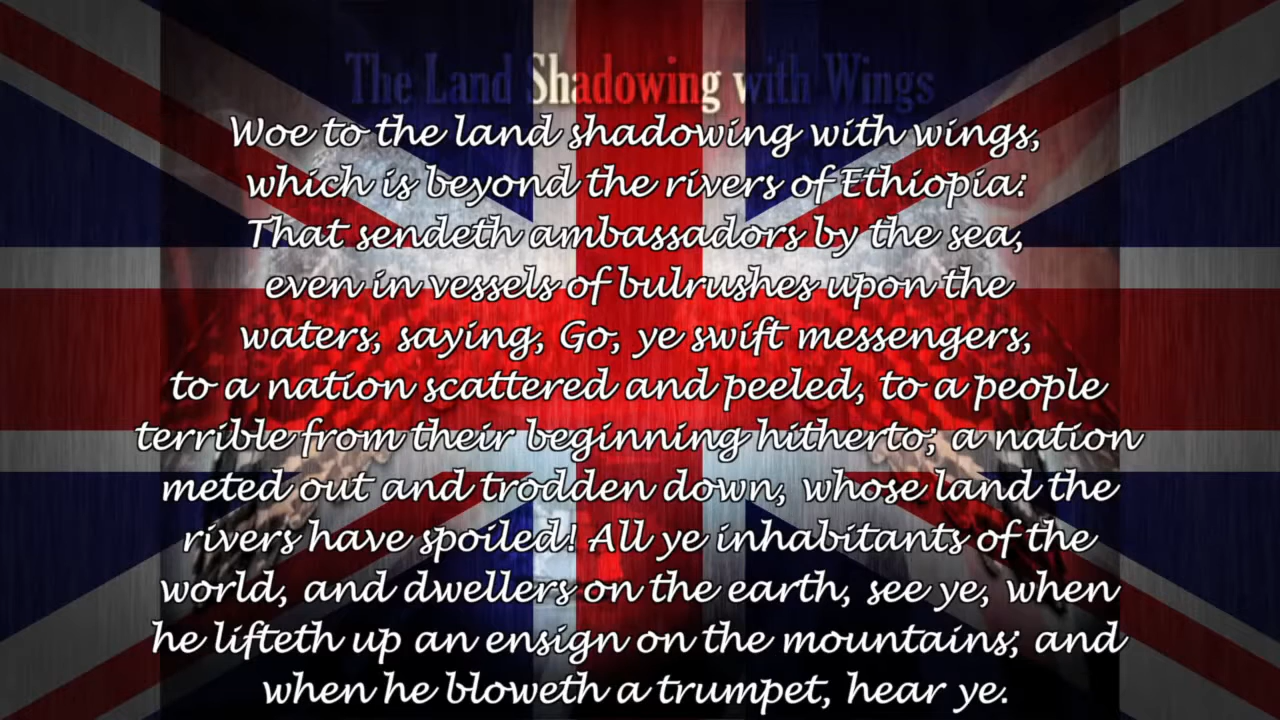 The Land Shadowing with Wings
Woe to the land shadowing with wings,
which is beyond the rivers of Ethiopia:
That sendeth ambassadors by the sea,
even in vessels of bulrushes upon the
waters, saying, Go, ye swift messengers,
to a nation scattered and peeled, to a people
terrible from their beginning hitherto; a nation
meted out and trodden down, whose land the
rivers have spoiled! All ye inhabitants of the
world, and dwellers on the earth, see ye, when
he lifteth up an ensign on the mountains; and
when he bloweth a trumpet, hear ye.